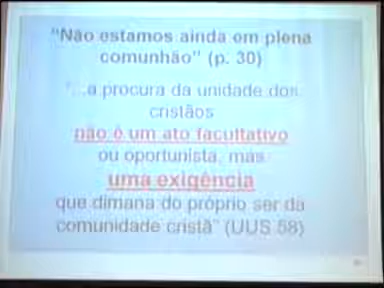 "Não estamos ainda em plena
comunhão" (p. 30)
"...a procura da unidade dos
cristãos
não é um ato facultativo
ou oportunista, mas
uma exigência
que dimana do próprio ser da
comunidade cristã" (UUS 58)